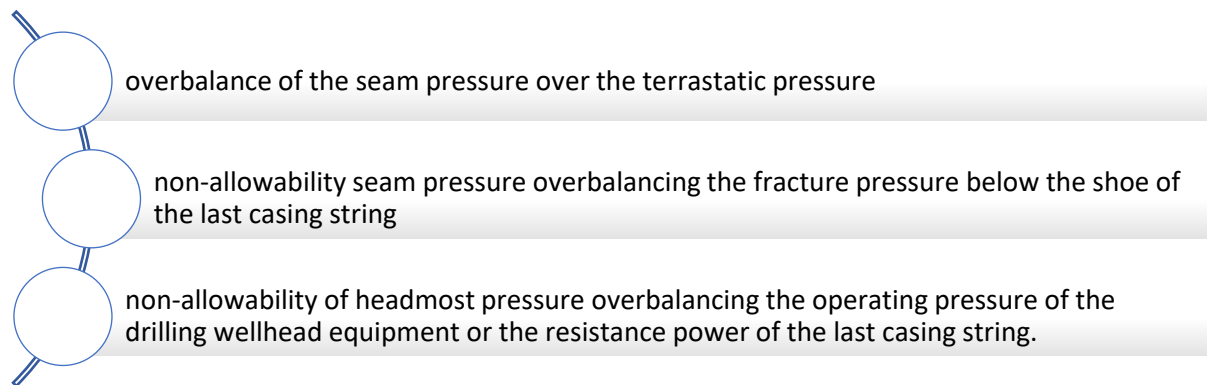 overbalance of the seam pressure over the terrastatic pressure
non-allowability seam pressure overbalancing the fracture pressure below the shoe of
the last casing string
non-allowability of headmost pressure overbalancing the operating pressure of the
drilling wellhead equipment or the resistance power of the last casing string.